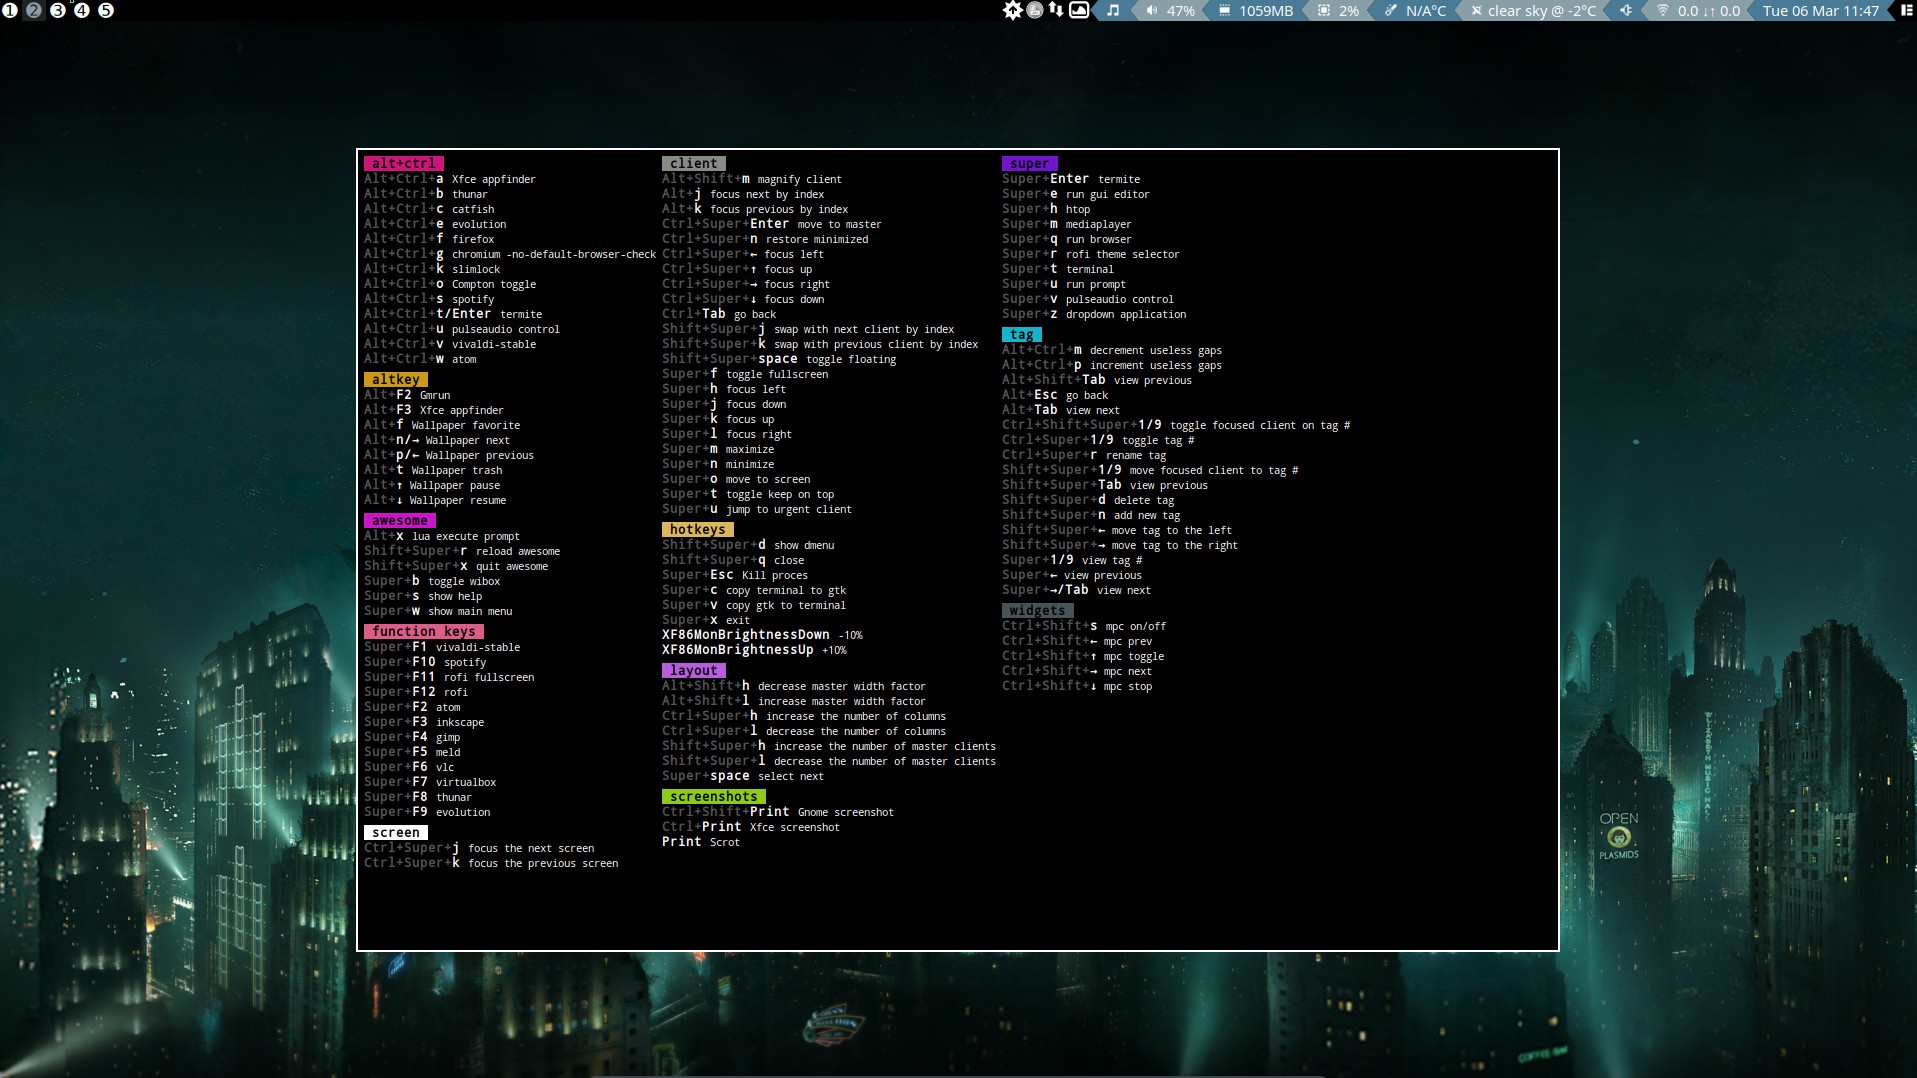 1 2 3 4 5
47% 1059MB 2% N/A°C clear sky @ -2°C 0.0 ↓↑ 0.0 Tue 06 Mar 11:47
alt+ctrl
Alt+Ctrl+a Xfce appfinder
Alt+Ctrl+b thunar
Alt+Ctrl+c catfish
Alt+Ctrl+e evolution
Alt+Ctrl+f firefox
Alt+Ctrl+g chromium -no-default-browser-check
Alt+Ctrl+k slimlock
Alt+Ctrl+o Compton toggle
Alt+Ctrl+s spotify
Alt+Ctrl+t/Enter termite
Alt+Ctrl+u pulseaudio control
Alt+Ctrl+v vivaldi-stable
Alt+Ctrl+w atom
altkey
Alt+F2 Gmrun
Alt+F3 Xfce appfinder
Alt+f Wallpaper favorite
Alt+n/→ Wallpaper next
Alt+p/← Wallpaper previous
Alt+t Wallpaper trash
Alt+↑ Wallpaper pause
Alt+↓ Wallpaper resume
awesome
Alt+x lua execute prompt
Shift+Super+r reload awesome
Shift+Super+x quit awesome
Super+b toggle wibox
Super+s show help
Super+w show main menu
function keys
Super+F1 vivaldi-stable
Super+F10 spotify
Super+F11 rofi fullscreen
Super+F12 rofi
Super+F2 atom
Super+F3 inkscape
Super+F4 gimp
Super+F5 meld
Super+F6 vlc
Super+F7 virtualbox
Super+F8 thunar
Super+F9 evolution
screen
Ctrl+Super+j focus the next screen
Ctrl+Super+k focus the previous screen
client
Alt+Shift+m magnify client
Alt+j focus next by index
Alt+k focus previous by index
Ctrl+Super+Enter move to master
Ctrl+Super+n restore minimized
Ctrl+Super+← focus left
Ctrl+Super+↑ focus up
Ctrl+Super+→ focus right
Ctrl+Super+↓ focus down
Ctrl+Tab go back
Shift+Super+j swap with next client by index
Shift+Super+k swap with previous client by index
Shift+Super+space toggle floating
Super+f toggle fullscreen
Super+h focus left
Super+j focus down
Super+k focus up
Super+l focus right
Super+m maximize
Super+n minimize
Super+o move to screen
Super+t toggle keep on top
Super+u jump to urgent client
hotkeys
Shift+Super+d show dmenu
Shift+Super+q close
Super+Esc Kill proces
Super+c copy terminal to gtk
Super+v copy gtk to terminal
Super+x exit
XF86MonBrightnessDown -10%
XF86MonBrightnessUp +10%
layout
Alt+Shift+h decrease master width factor
Alt+Shift+l increase master width factor
Ctrl+Super+h increase the number of columns
Ctrl+Super+l decrease the number of columns
Shift+Super+h increase the number of master clients
Shift+Super+l decrease the number of master clients
Super+space select next
screenshots
Ctrl+Shift+Print Gnome screenshot
Ctrl+Print Xfce screenshot
Print Scrot
super
Super+Enter termite
Super+e run gui editor
Super+h htop
Super+m mediaplayer
Super+q run browser
Super+r rofi theme selector
Super+t terminal
Super+u run prompt
Super+v pulseaudio control
Super+z dropdown application
tag
Alt+Ctrl+m decrement useless gaps
Alt+Ctrl+p increment useless gaps
Alt+Shift+Tab view previous
Alt+Esc go back
Alt+Tab view next
Ctrl+Shift+Super+1/9 toggle focused client on tag #
Ctrl+Super+1/9 toggle tag #
Ctrl+Super+r rename tag
Shift+Super+1/9 move focused client to tag #
Shift+Super+Tab view previous
Shift+Super+d delete tag
Shift+Super+n add new tag
Shift+Super+← move tag to the left
Shift+Super+→ move tag to the right
Super+1/9 view tag #
Super+← view previous
Super+→/Tab view next
widgets
Ctrl+Shift+s mpc on/off
Ctrl+Shift+← mpc prev
Ctrl+Shift+↑ mpc toggle
Ctrl+Shift+→ mpc next
Ctrl+Shift+↓ mpc stop
OPEN
PLASMIDS
COFFEE BAR